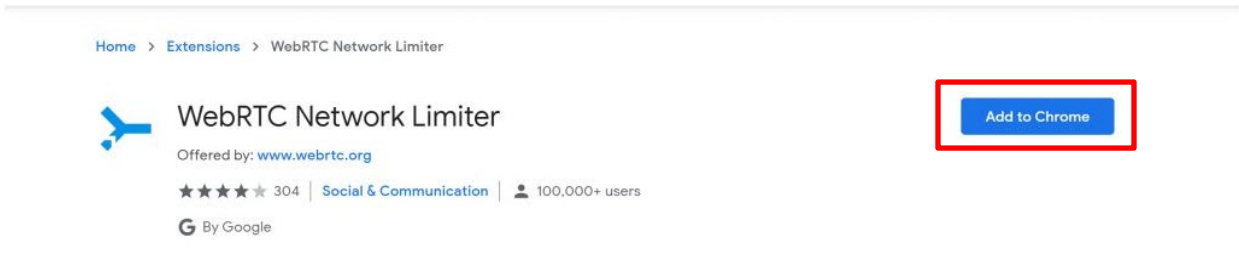 Home > Extensions > WebRTC Network Limiter
WebRTC Network Limiter
Add to Chrome
Offered by: www.webrtc.org
304 | Social & Communication | 100,000+ users
G By Google